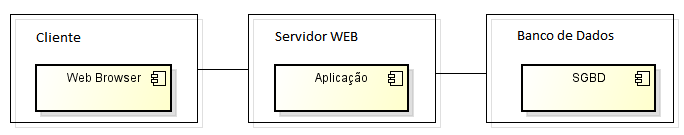 Cliente
Web Browser
Servidor WEB
Aplicação
Banco de Dados
SGBD